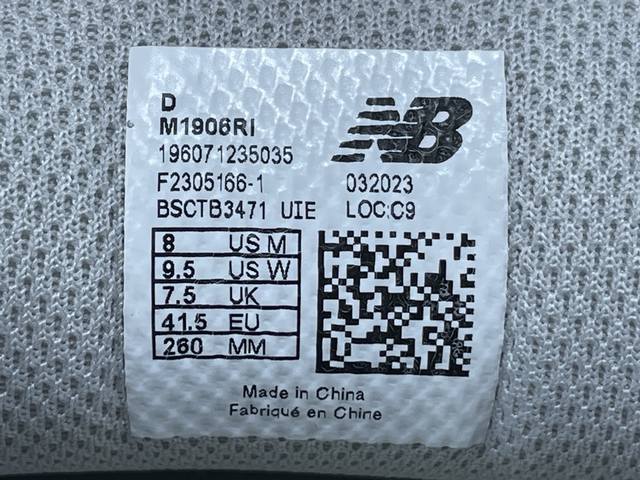 D
M1906RI
196071235035
F2305166-1 032023
BSCTB3471 UIE LOC:C9
NB
8 US M
9.5 US W
7.5 UK
41.5 EU
260 MM
Made in China
Fabriqué en Chine